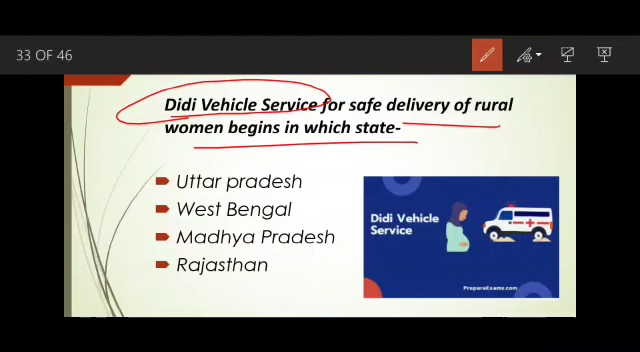 33 OF 46
Didi Vehicle Service for safe delivery of rural
women begins in which state-
Uttar pradesh
West Bengal
Madhya Pradesh
Rajasthan
Didi Vehicle
Service
PreparaExams.com